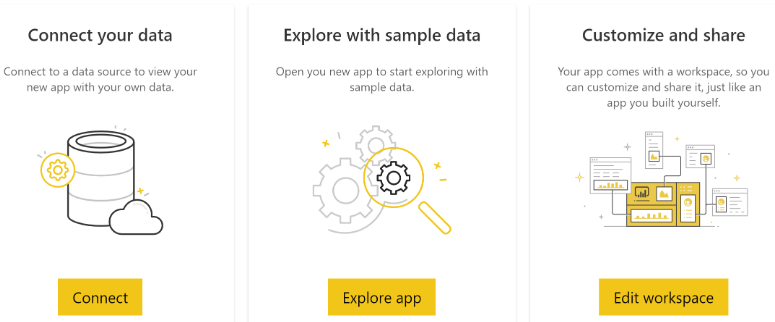 Connect your data
Connect to a data source to view your
new app with your own data.
Connect
Explore with sample data
Open you new app to start exploring with
sample data.
Explore app
Customize and share
Your app comes with a workspace, so you
can customize and share it, just like an
app you built yourself.
Edit workspace